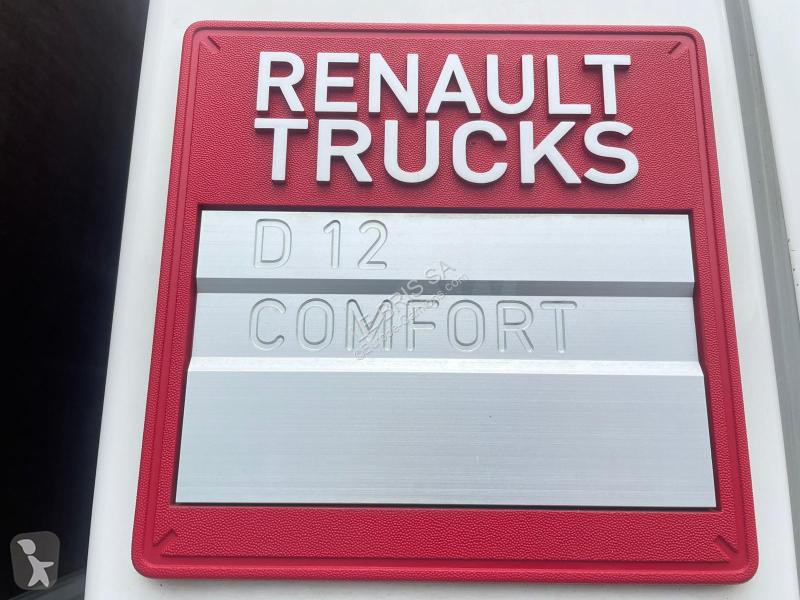 RENAULT
TRUCKS
D 12
COMFORT